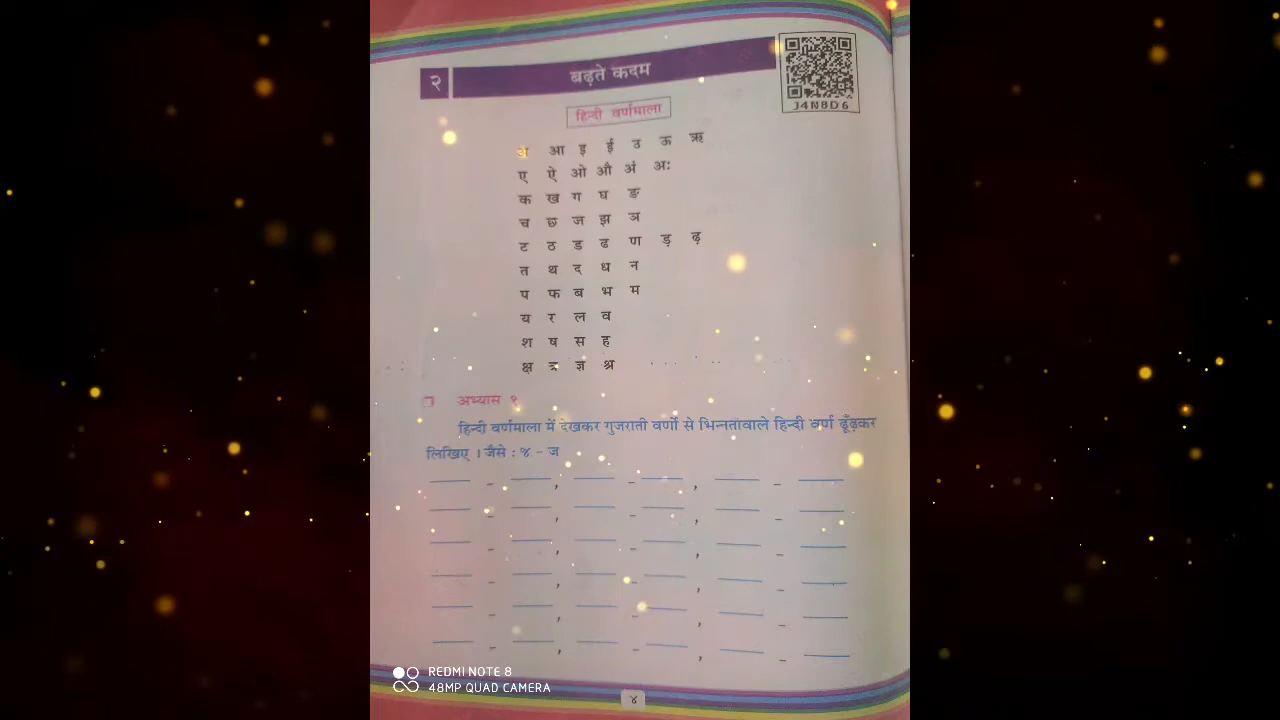 २ बढ़ते कदम
J4N8D6
हिन्दी वर्णमाला
अ आ इ ई उ ऊ ऋ
ए ऐ ओ औ अं अः
क ख ग घ ङ
च छ ज झ ञ
ट ठ ड ढ ण ड़ ढ़
त थ द ध न
प फ ब भ म
य र ल व
श ष स ह
क्ष त्र ज्ञ श्र
अभ्यास १
हिन्दी वर्णमाला में देखकर गुजराती वर्णों से भिन्नतावाले हिन्दी वर्ण ढूँढ़कर
लिखिए । जैसे : જ - ज
REDMI NOTE 8
48MP QUAD CAMERA
४